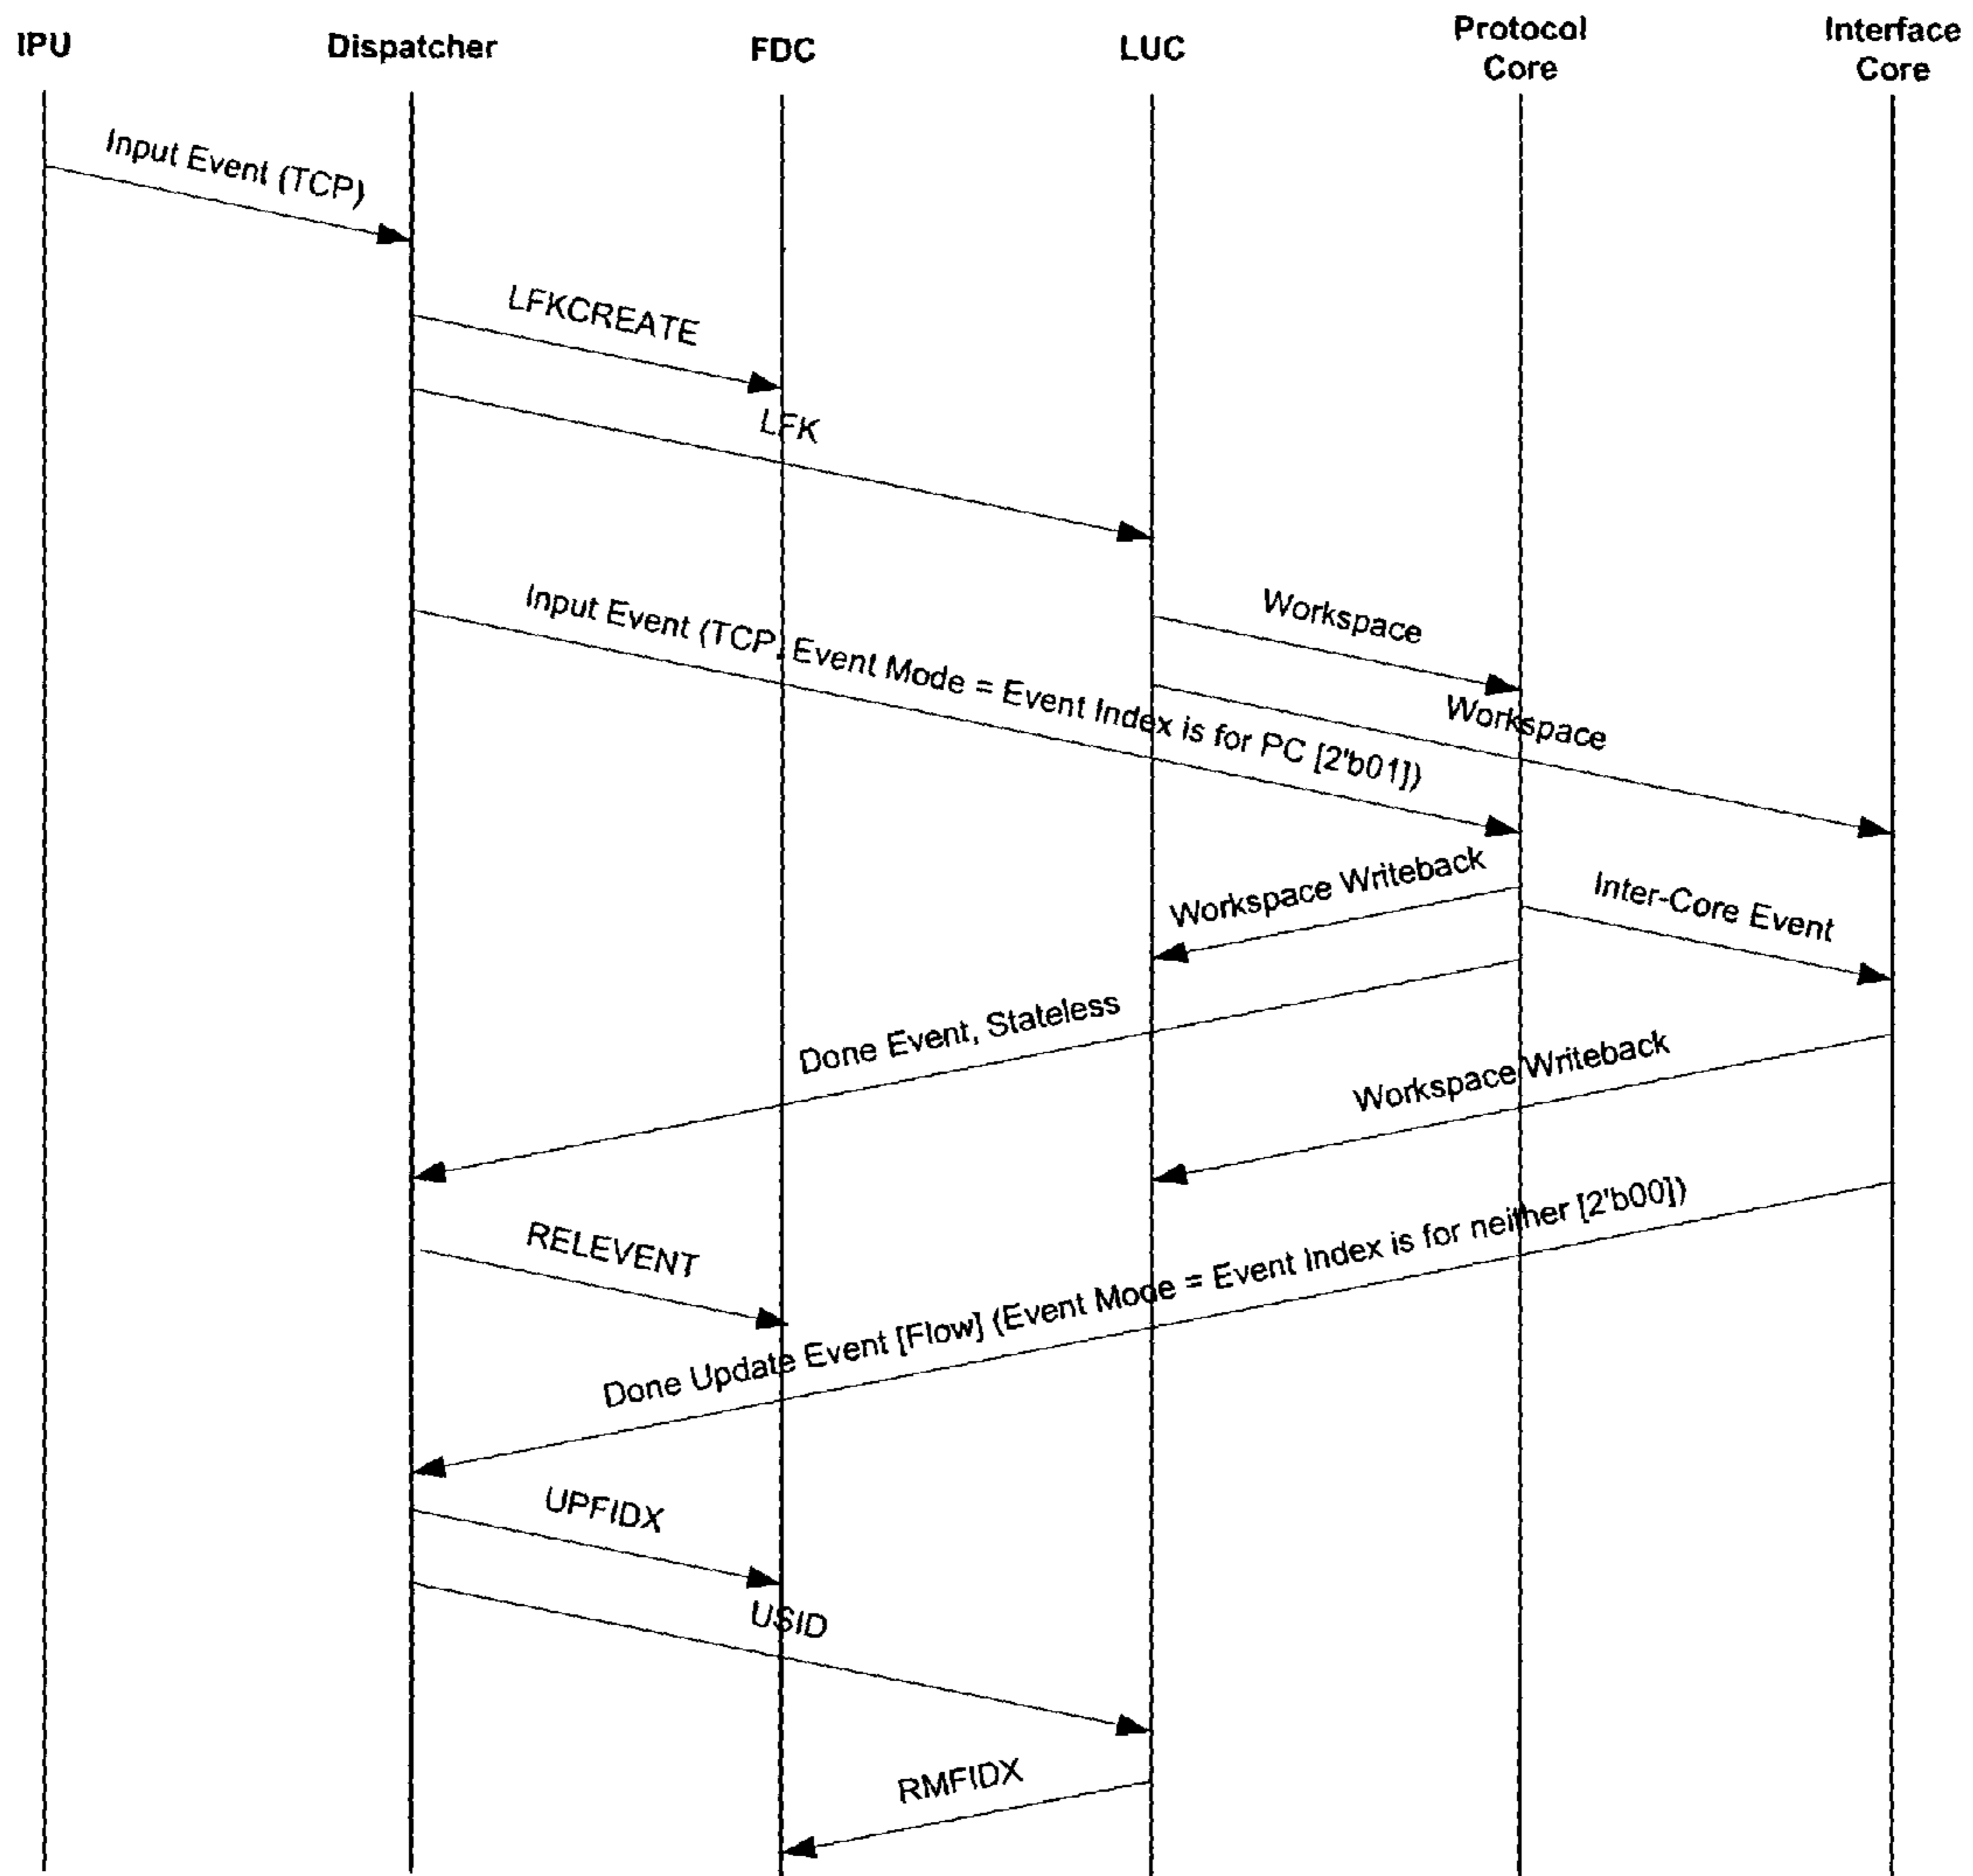 IPU
Dispatcher
FDC
LUC
Protocol
Core
Interface
Core
Input Event (TCP)
LFKCREATE
LFK
Input Event (TCP, Event Mode = Event Index is for PC [2'b01])
Workspace
Workspace
Workspace Writeback
Inter-Core Event
Done Event, Stateless
Workspace Writeback
RELEVENT
Done Update Event [Flow] (Event Mode = Event Index is for neither [2'b00])
UPFIDX
USID
RMFIDX